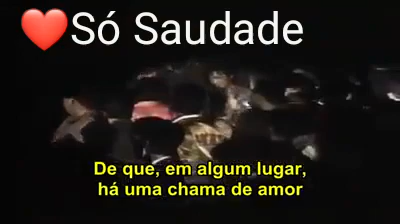 ❤️Só Saudade
De que, em algum lugar,
há uma chama de amor